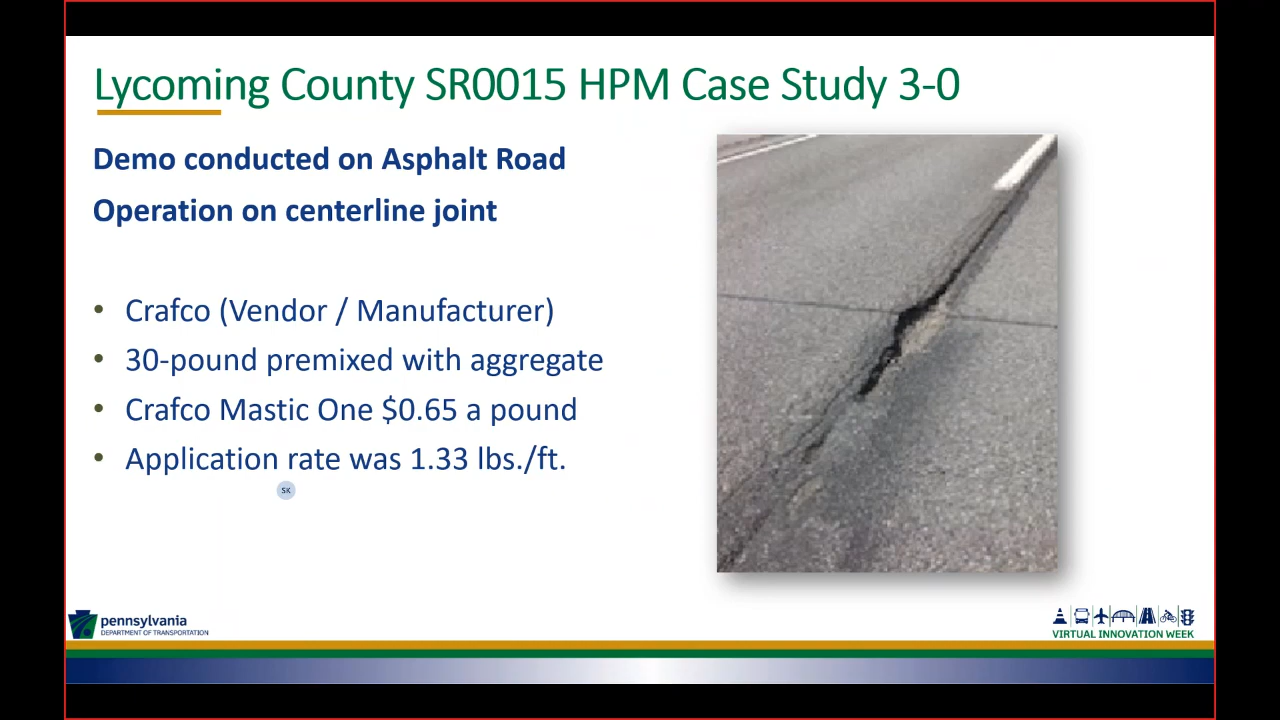 Lycoming County SR0015 HPM Case Study 3-0
Demo conducted on Asphalt Road
Operation on centerline joint
• Crafco (Vendor / Manufacturer)
• 30-pound premixed with aggregate
• Crafco Mastic One $0.65 a pound
• Application rate was 1.33 lbs./ft.
SK
pennsylvania
DEPARTMENT OF TRANSPORTATION
VIRTUAL INNOVATION WEEK